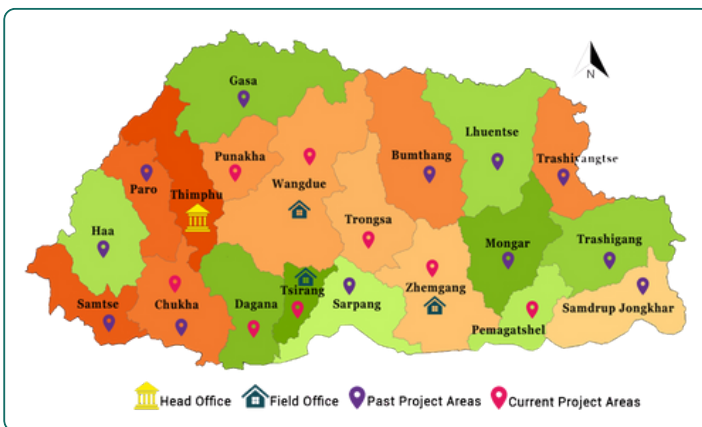 N
Gasa
Lhuentse
Punakha
Bumthang
Trashiyangtse
Paro
Thimphu
Wangdue
Trongsa
Haa
Mongar
Trashigang
Samtse
Chukha
Dagana
Tsirang
Sarpang
Zhemgang
Pemagatshel
Samdrup Jongkhar
Head Office Field Office Past Project Areas Current Project Areas